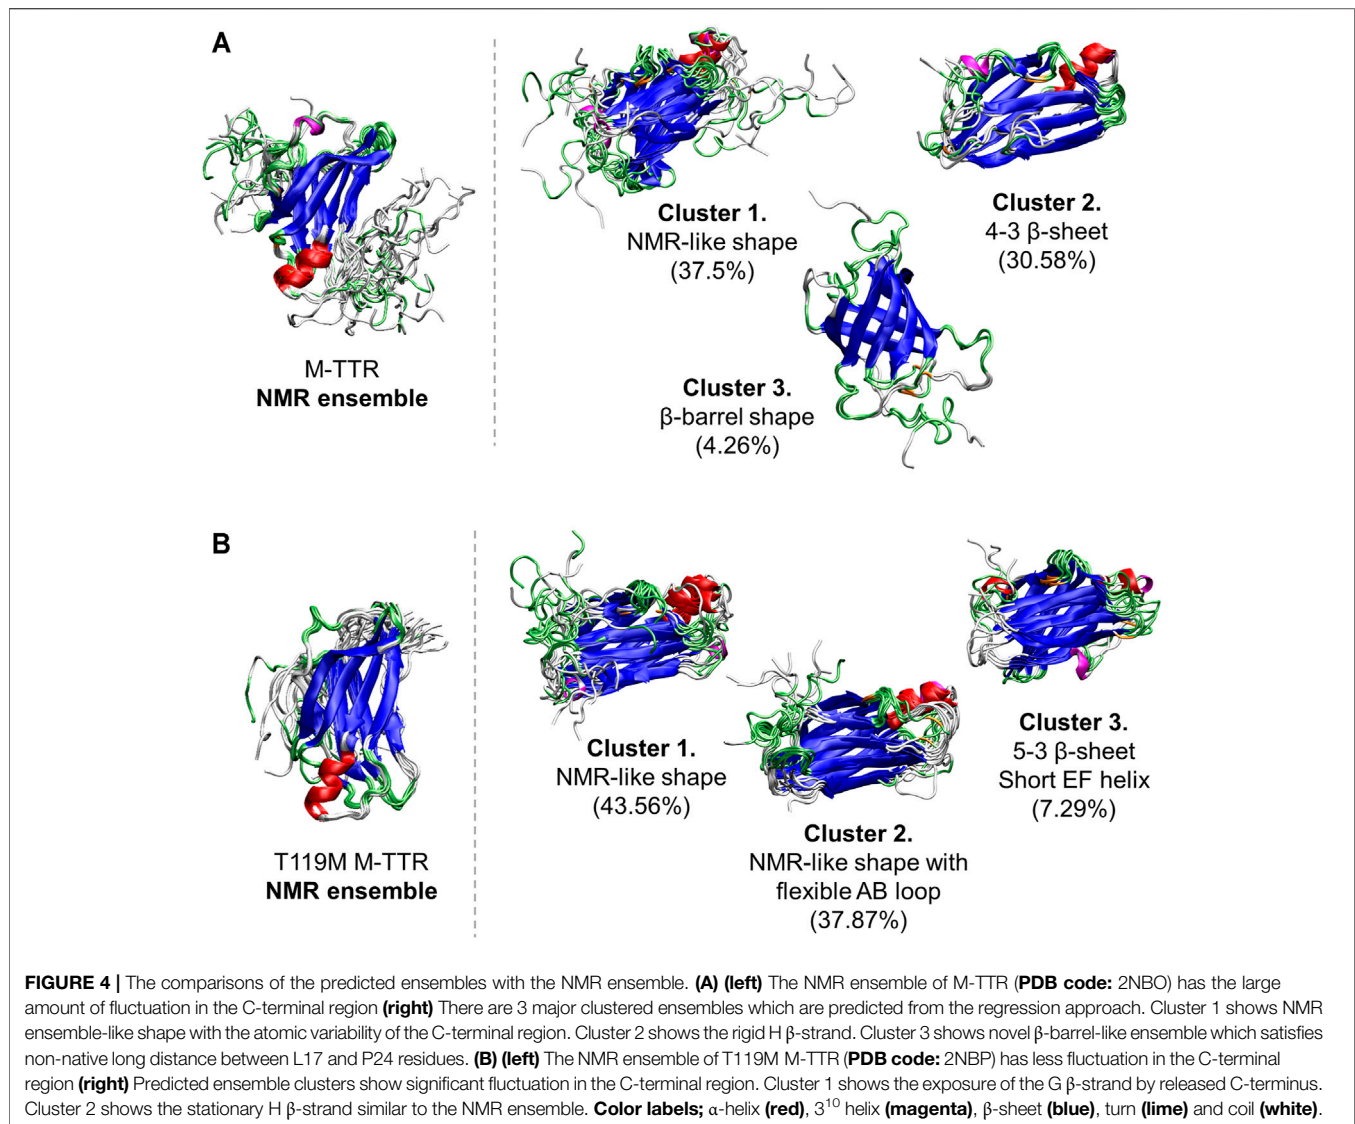 A
M-TTR
NMR ensemble
Cluster 1.
NMR-like shape
(37.5%)
Cluster 2.
4-3 β-sheet
(30.58%)
Cluster 3.
β-barrel shape
(4.26%)
B
T119M M-TTR
NMR ensemble
Cluster 1.
NMR-like shape
(43.56%)
Cluster 2.
NMR-like shape with
flexible AB loop
(37.87%)
Cluster 3.
5-3 β-sheet
Short EF helix
(7.29%)
FIGURE 4 | The comparisons of the predicted ensembles with the NMR ensemble. (A) (left) The NMR ensemble of M-TTR (PDB code: 2NBO) has the large
amount of fluctuation in the C-terminal region (right) There are 3 major clustered ensembles which are predicted from the regression approach. Cluster 1 shows NMR
ensemble-like shape with the atomic variability of the C-terminal region. Cluster 2 shows the rigid H β-strand. Cluster 3 shows novel β-barrel-like ensemble which satisfies
non-native long distance between L17 and P24 residues. (B) (left) The NMR ensemble of T119M M-TTR (PDB code: 2NBP) has less fluctuation in the C-terminal
region (right) Predicted ensemble clusters show significant fluctuation in the C-terminal region. Cluster 1 shows the exposure of the G β-strand by released C-terminus.
Cluster 2 shows the stationary H β-strand similar to the NMR ensemble. Color labels; α-helix (red), 3¹⁰ helix (magenta), β-sheet (blue), turn (lime) and coil (white).